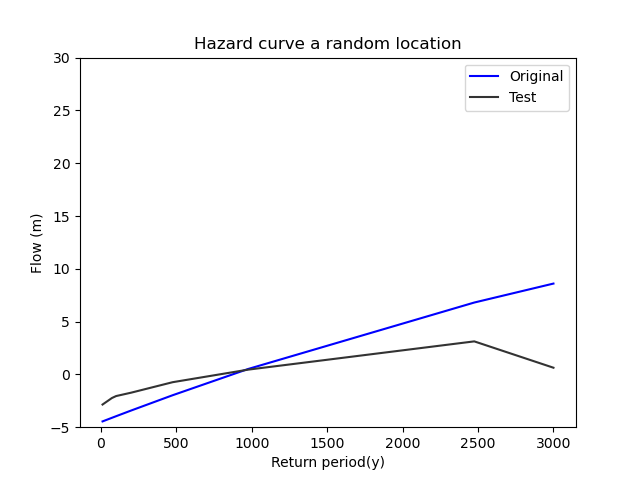 Hazard curve a random location
Original
Test
30
25
20
15
10
5
0
−5
Flow (m)
0 500 1000 1500 2000 2500 3000
Return period(y)